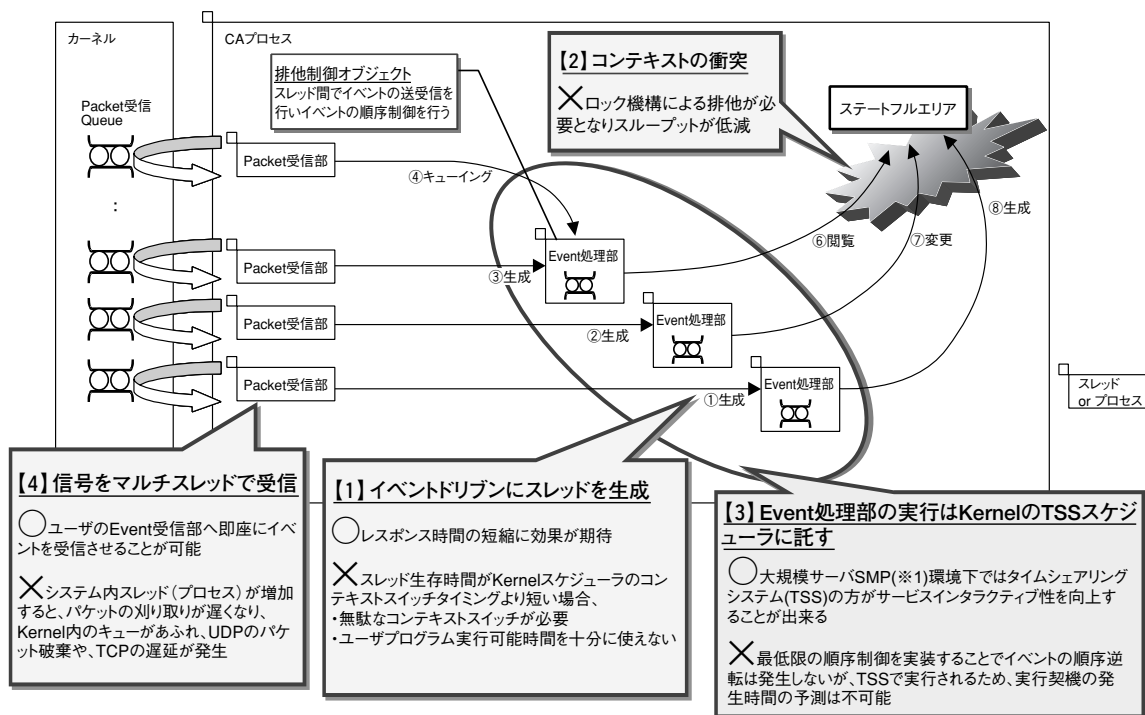 カーネル
CAプロセス
排他制御オブジェクト
スレッド間でイベントの送受信を
行いイベントの順序制御を行う
【2】コンテキストの衝突
×ロック機構による排他が必
要となりスループットが低減
ステートフルエリア
Packet受信
Queue
Packet受信部
④キューイング
:
⑧生成
⑥閲覧
⑦変更
Packet受信部
③生成
Event処理部
Packet受信部
②生成
Event処理部
Packet受信部
①生成
Event処理部
スレッド
or プロセス
【4】信号をマルチスレッドで受信
○ユーザのEvent受信部へ即座にイベ
ントを受信させることが可能
×システム内スレッド(プロセス)が増加
すると、パケットの刈り取りが遅くなり、
Kernel内のキューがあふれ、UDPのパケ
ット破棄や、TCPの遅延が発生
【1】イベントドリブンにスレッドを生成
○レスポンス時間の短縮に効果が期待
×スレッド生存時間がKernelスケジューラのコン
テキストスイッチタイミングより短い場合、
・無駄なコンテキストスイッチが必要
・ユーザプログラム実行可能時間を十分に使えない
【3】Event処理部の実行はKernelのTSSスケジ
ューラに託す
○大規模サーバSMP(※1)環境下ではタイムシェアリング
システム(TSS)の方がサービスインタラクティブ性を向上す
ることが出来る
×最低限の順序制御を実装することでイベントの順序逆
転は発生しないが、TSSで実行されるため、実行契機の発
生時間の予測は不可能